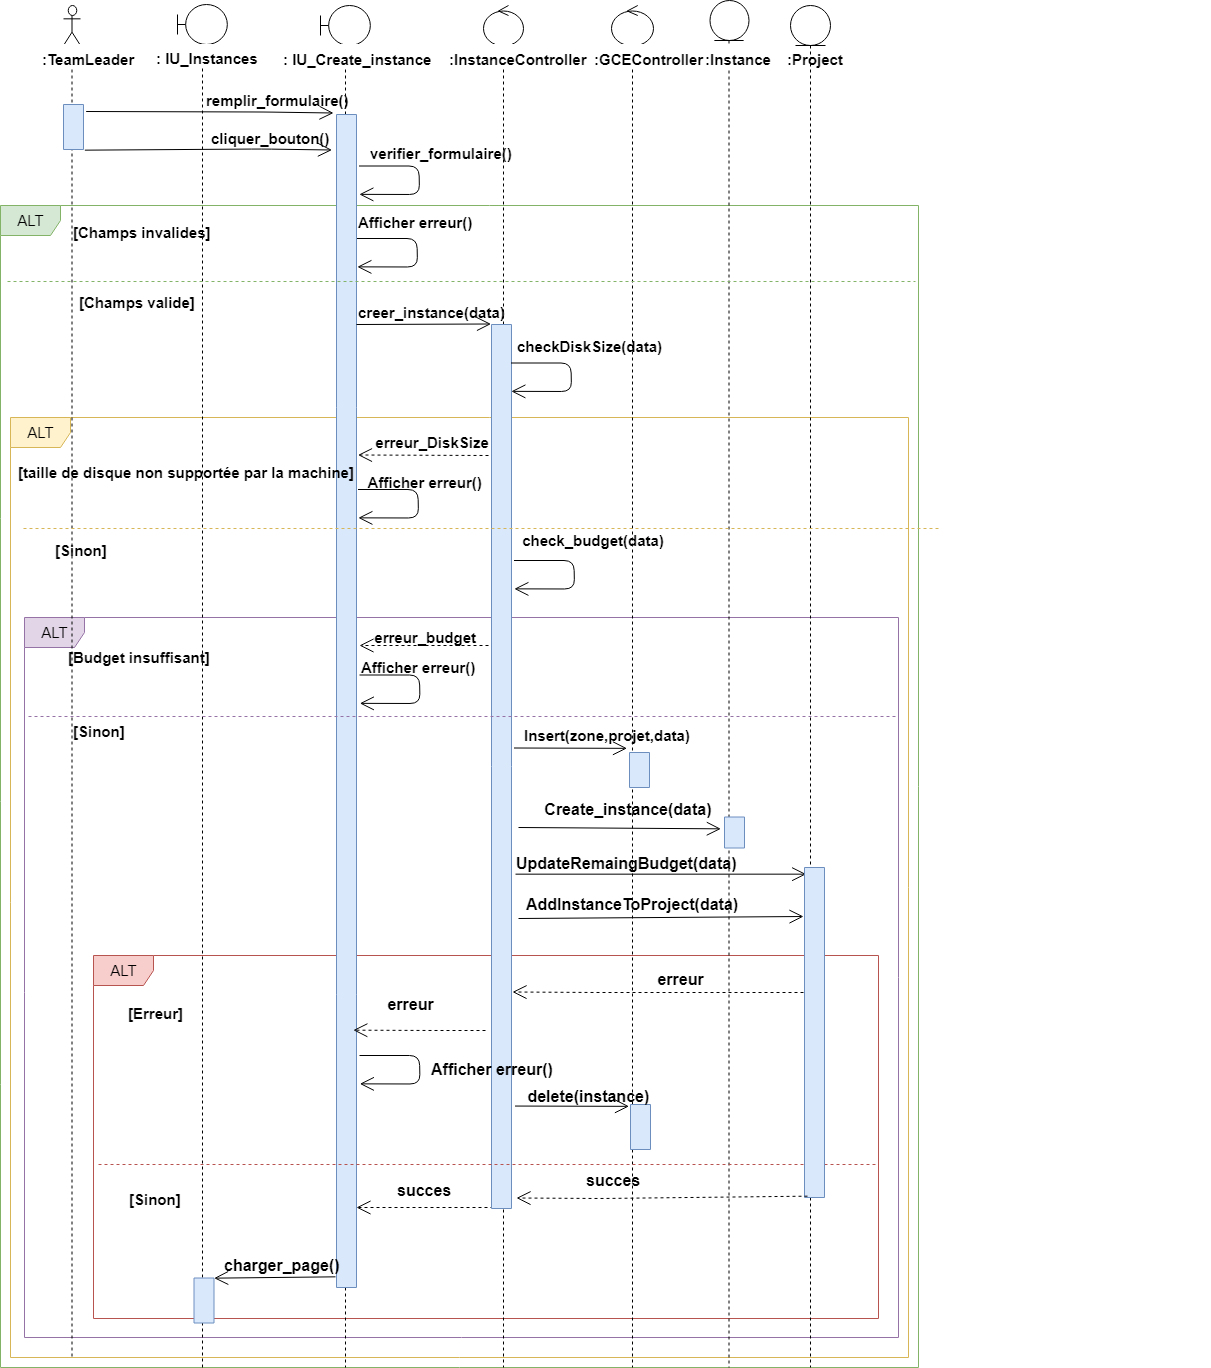 :TeamLeader
: IU_Instances
: IU_Create_instance
:InstanceController
:GCEController
:Instance
:Project
remplir_formulaire()
cliquer_bouton()
verifier_formulaire()
ALT
[Champs invalides]
Afficher erreur()
[Champs valide]
creer_instance(data)
checkDiskSize(data)
ALT
erreur_DiskSize
[taille de disque non supportée par la machine]
Afficher erreur()
check_budget(data)
[Sinon]
ALT
erreur_budget
[Budget insuffisant]
Afficher erreur()
[Sinon]
Insert(zone,projet,data)
Create_instance(data)
UpdateRemaingBudget(data)
AddInstanceToProject(data)
ALT
erreur
erreur
[Erreur]
Afficher erreur()
delete(instance)
succes
succes
[Sinon]
charger_page()